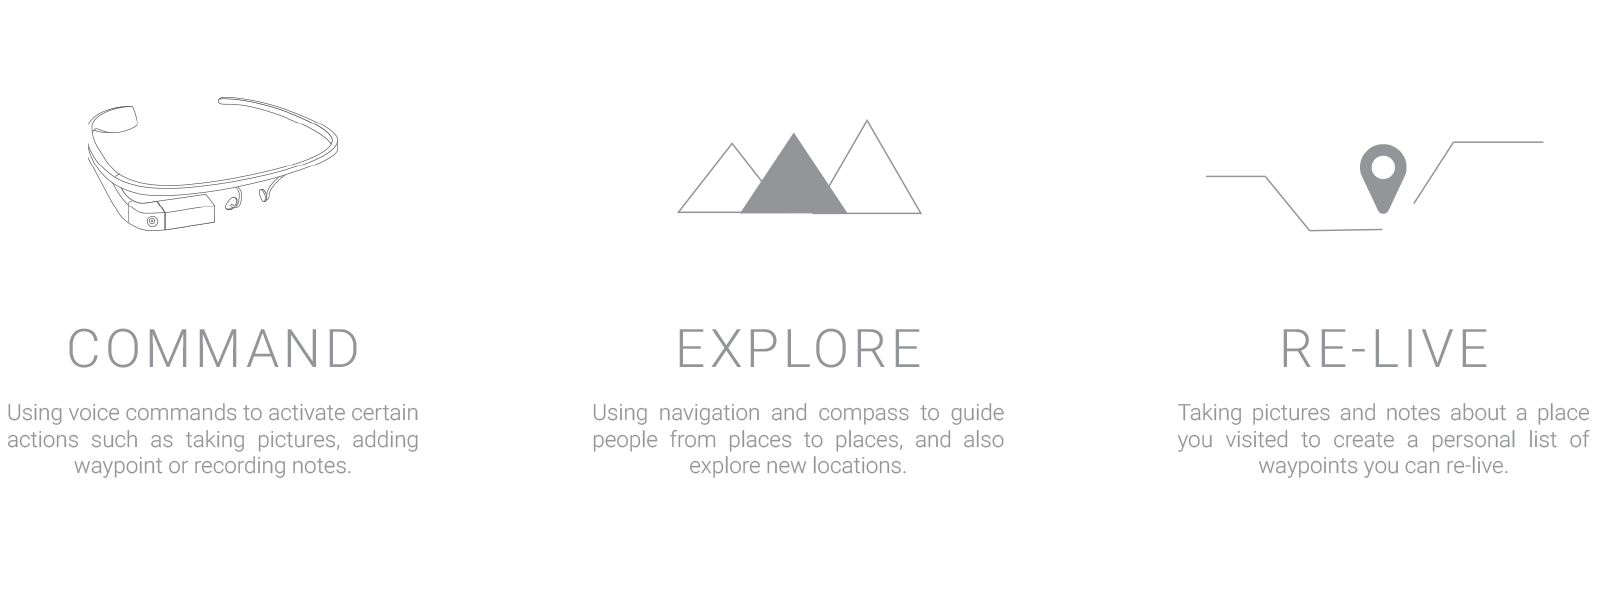 COMMAND
Using voice commands to activate certain
actions such as taking pictures, adding
waypoint or recording notes.
EXPLORE
Using navigation and compass to guide
people from places to places, and also
explore new locations.
RE-LIVE
Taking pictures and notes about a place
you visited to create a personal list of
waypoints you can re-live.